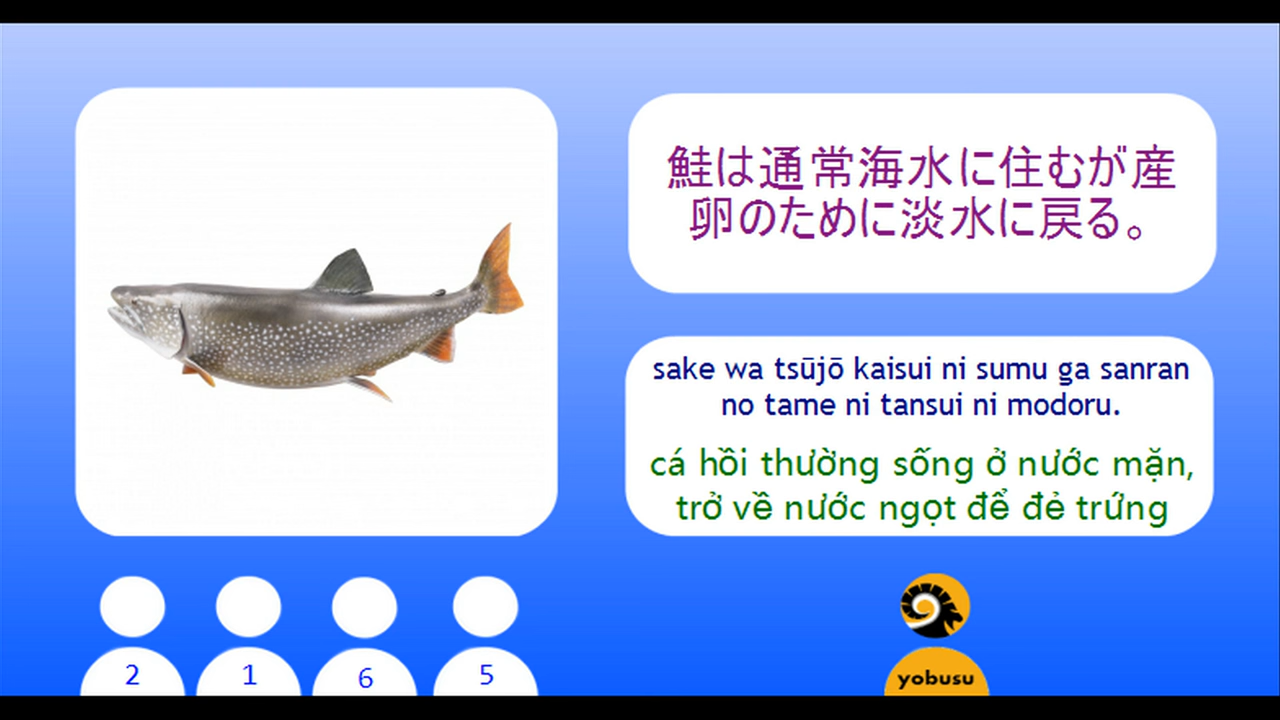 鮭は通常海水に住むが産
卵のために淡水に戻る。
sake wa tsūjō kaisui ni sumu ga sanran
no tame ni tansui ni modoru.
cá hồi thường sống ở nước mặn,
trở về nước ngọt để đẻ trứng
2 1 6 5
yobusu